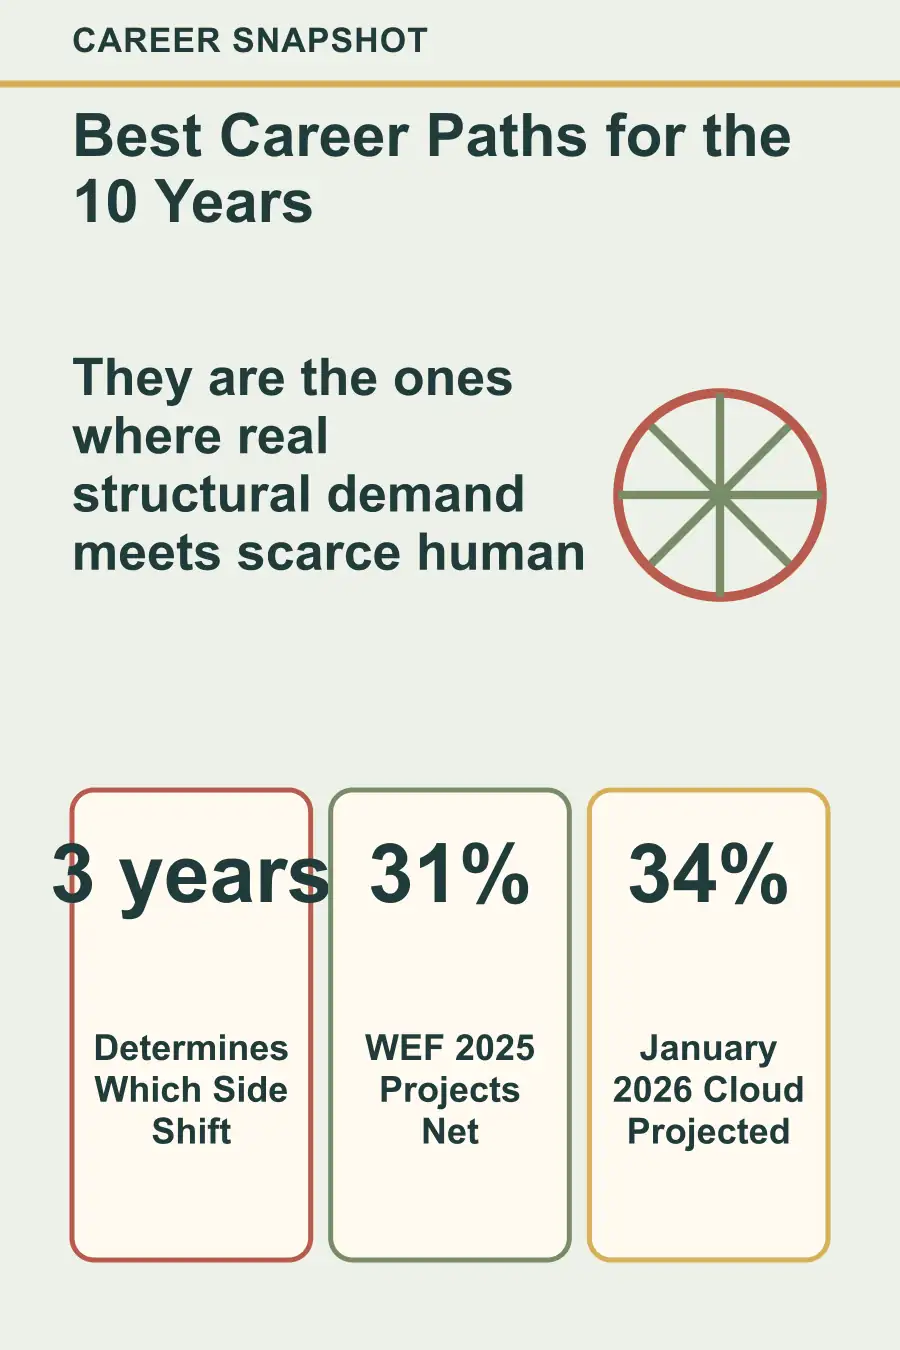 CAREER SNAPSHOT
Best Career Paths for the
10 Years
They are the ones
where real
structural demand
meets scarce human
3 years
Determines
Which Side
Shift
31%
WEF 2025
Projects
Net
34%
January
2026 Cloud
Projected